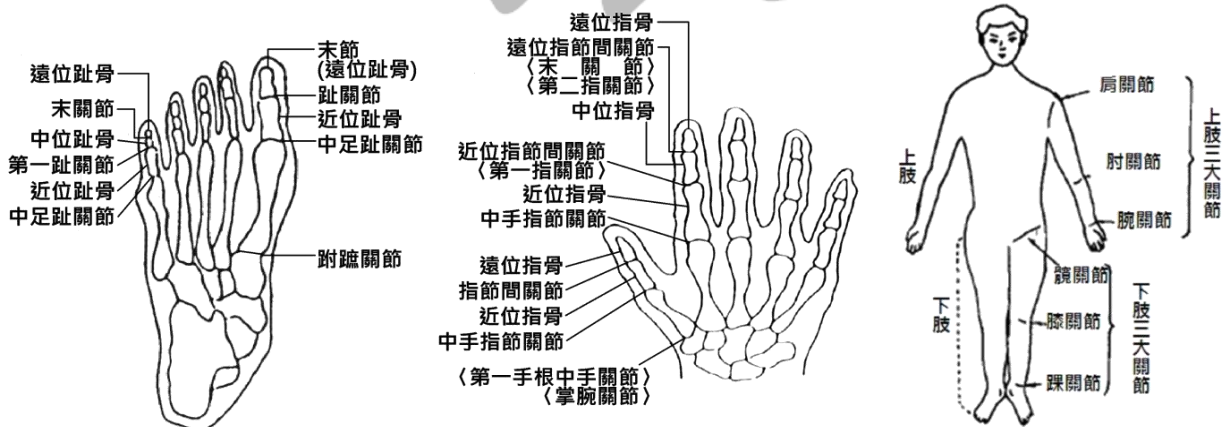 遠位趾骨
末關節
中位趾骨
第一趾關節
近位趾骨
中足趾關節
末節
(遠位趾骨)
趾關節
近位趾骨
中足趾關節
跗蹠關節
遠位指骨
遠位指節間關節
〈末關節〉
〈第二指關節〉
中位指骨
近位指節間關節
〈第一指關節〉
近位指骨
中手指節關節
遠位指骨
指節間關節
近位指骨
中手指節關節
〈第一手根中手關節〉
〈掌腕關節〉
上肢
下肢
肩關節
肘關節
腕關節
上肢三大關節
髖關節
膝關節
踝關節
下肢三大關節